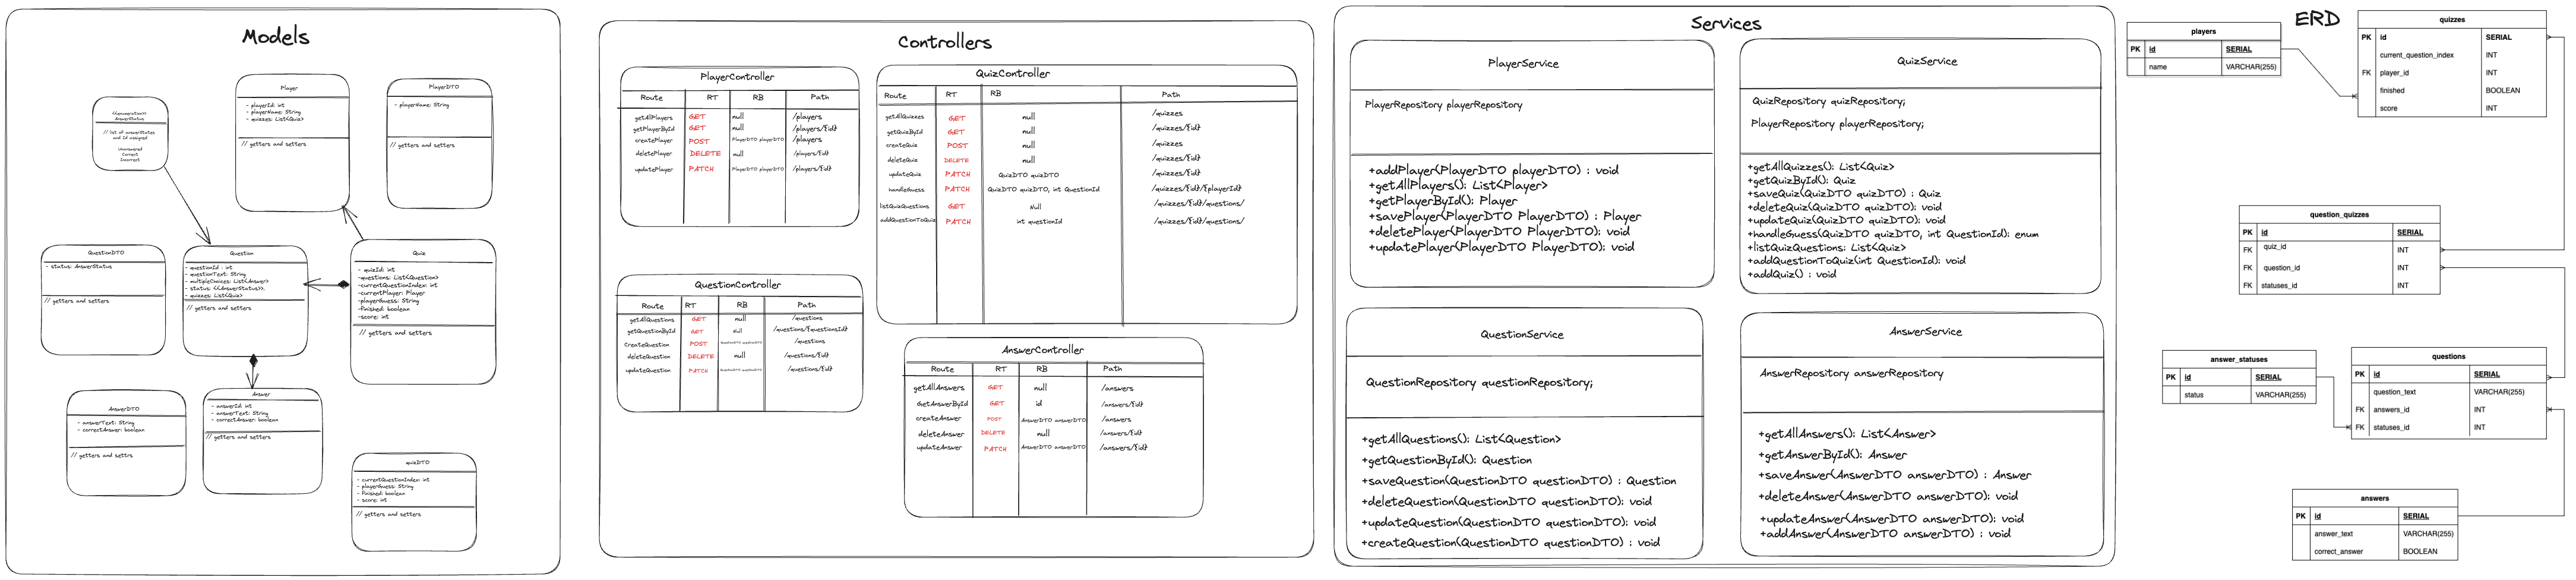 Models
<<enumeration>>
AnswerStatus
// list of answerStatues
and Id assigned
Unanswered
Correct
Incorrect
Player
- playerId: int
- playerName: String
- quizzes: List<Quiz>
// getters and setters
PlayerDTO
- playerName: String
// getters and setters
QuestionDTO
- status: AnswerStatus
// getters and setters
Question
- questionId : int
- questionText: String
- multipleChoices: List<Answer>
- status: <<AnswerStatus>>
- quizzes: List<Quiz>
// getters and setters
Quiz
- quizId: int
-questions: List<Question>
-currentQuestionIndex: int
-currentPlayer: Player
-playerGuess: String
-finished: boolean
-score: int
// getters and setters
AnswerDTO
- answerText: String
- correctAnswer: boolean
// getters and settrs
Answer
- answerId: int
- answerText: String
- correctAnswer: boolean
// getters and setters
quizDTO
- currentQuestionIndex: int
- playerGuess: String
- finished: boolean
- score: int
// getters and setters
Controllers
PlayerController
Route RT RB Path
getAllPlayers GET null /players
getPlayerById GET null /players/{id}
createPlayer POST PlayerDTO playerDTO /players
deletePlayer DELETE null /players/{id}
updatePlayer PATCH PlayerDTO playerDTO /players/{id}
QuizController
Route RT RB Path
getAllQuizzes GET null /quizzes
getQuizById GET null /quizzes/{id}
createQuiz POST null /quizzes
deleteQuiz DELETE null /quizzes/{id}
updateQuiz PATCH QuizDTO quizDTO /quizzes/{id}
handleGuess PATCH QuizDTO quizDTO, int QuestionId /quizzes/{id}/{playerId}
listQuizQuestions GET Null /quizzes/{id}/questions/
addQuestionToQuiz PATCH int questionId /quizzes/{id}/questions/
QuestionController
Route RT RB Path
getAllQuestions GET null /questions
getQuestionById GET null /questions/{questionsId}
CreateQuestion POST QuestionDTO questionDTO /questions
deleteQuestion DELETE null /questions/{id}
updateQuestion PATCH QuestionDTO questionDTO /questions/{id}
AnswerController
Route RT RB Path
getAllAnswers GET null /answers
GetAnswerById GET id /answers/{id}
createAnswer POST AnswerDTO answerDTO /answers
deleteAnswer DELETE null /answers/{id}
updateAnswer PATCH AnswerDTO answerDTO /answers/{id}
Services
PlayerService
PlayerRepository playerRepository
+addPlayer(PlayerDTO playerDTO) : void
+getAllPlayers(): List<Player>
+getPlayerById(): Player
+savePlayer(PlayerDTO PlayerDTO) : Player
+deletePlayer(PlayerDTO PlayerDTO): void
+updatePlayer(PlayerDTO PlayerDTO): void
QuizService
QuizRepository quizRepository;
PlayerRepository playerRepository;
+getAllQuizzes(): List<Quiz>
+getQuizById(): Quiz
+saveQuiz(QuizDTO quizDTO) : Quiz
+deleteQuiz(QuizDTO quizDTO): void
+updateQuiz(QuizDTO quizDTO): void
+handleGuess(QuizDTO quizDTO, int QuestionId): enum
+listQuizQuestions: List<Quiz>
+addQuestionToQuiz(int QuestionId): void
+addQuiz() : void
QuestionService
QuestionRepository questionRepository;
+getAllQuestions(): List<Question>
+getQuestionById(): Question
+saveQuestion(QuestionDTO questionDTO) : Question
+deleteQuestion(QuestionDTO questionDTO): void
+updateQuestion(QuestionDTO questionDTO): void
+createQuestion(QuestionDTO questionDTO) : void
AnswerService
AnswerRepository answerRepository
+getAllAnswers(): List<Answer>
+getAnswerById(): Answer
+saveAnswer(AnswerDTO answerDTO) : Answer
+deleteAnswer(AnswerDTO answerDTO): void
+updateAnswer(AnswerDTO answerDTO): void
+addAnswer(AnswerDTO answerDTO) : void
ERD
players
PK id SERIAL
name VARCHAR(255)
quizzes
PK id SERIAL
current_question_index INT
FK player_id INT
finished BOOLEAN
score INT
question_quizzes
PK id SERIAL
FK quiz_id INT
FK question_id INT
FK statuses_id INT
answer_statuses
PK id SERIAL
status VARCHAR(255)
questions
PK id SERIAL
question_text VARCHAR(255)
FK answers_id INT
FK statuses_id INT
answers
PK id SERIAL
answer_text VARCHAR(255)
correct_answer BOOLEAN